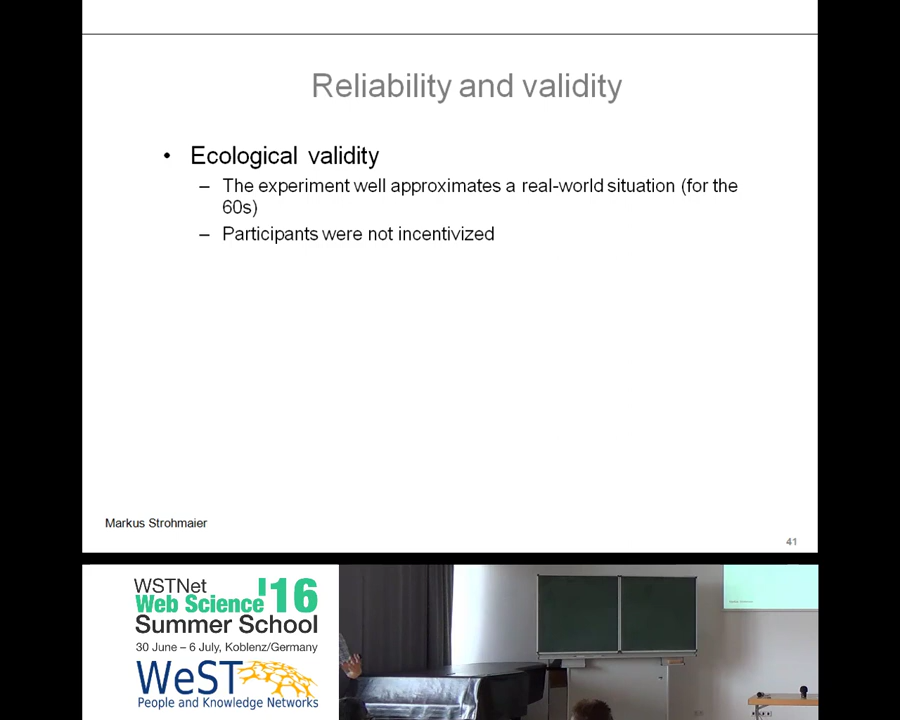 Reliability and validity
• Ecological validity
– The experiment well approximates a real-world situation (for the
60s)
– Participants were not incentivized
Markus Strohmaier
41
WSTNet
Web Science '16
Summer School
30 June – 6 July, Koblenz/Germany
WeST
People and Knowledge Networks